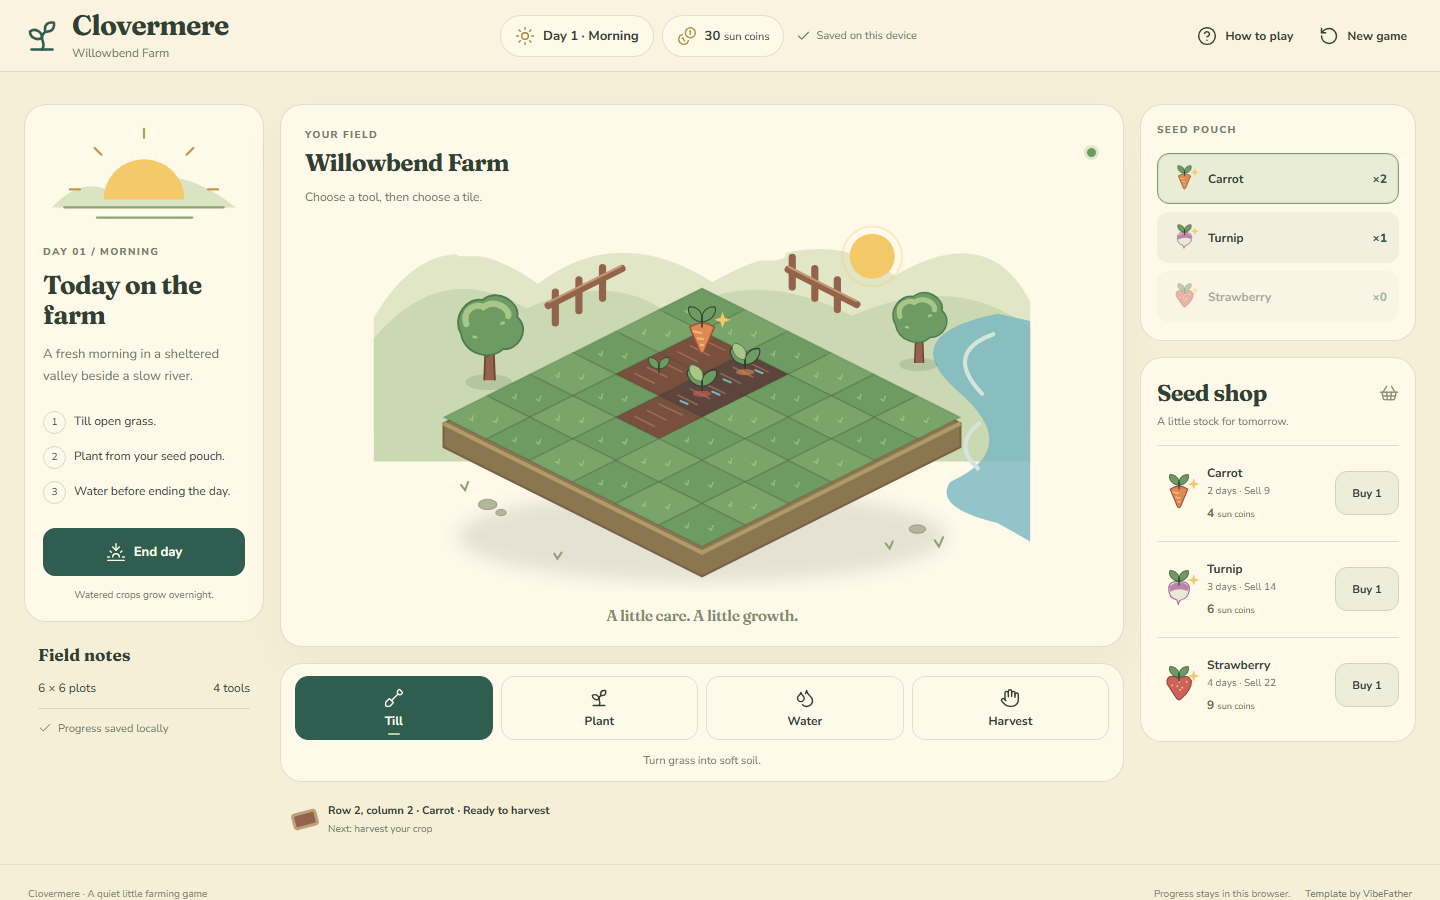 Clovermere
Willowbend Farm
Day 1 · Morning
30 sun coins
Saved on this device
How to play
New game
DAY 01 / MORNING
Today on the
farm
A fresh morning in a sheltered
valley beside a slow river.
1 Till open grass.
2 Plant from your seed pouch.
3 Water before ending the day.
End day
Watered crops grow overnight.
Field notes
6 × 6 plots 4 tools
Progress saved locally
YOUR FIELD
Willowbend Farm
Choose a tool, then choose a tile.
A little care. A little growth.
Till
Plant
Water
Harvest
Turn grass into soft soil.
Row 2, column 2 · Carrot · Ready to harvest
Next: harvest your crop
SEED POUCH
Carrot ×2
Turnip ×1
Strawberry ×0
Seed shop
A little stock for tomorrow.
Carrot
2 days · Sell 9
4 sun coins
Buy 1
Turnip
3 days · Sell 14
6 sun coins
Buy 1
Strawberry
4 days · Sell 22
9 sun coins
Buy 1
Clovermere · A quiet little farming game
Progress stays in this browser. Template by VibeFather